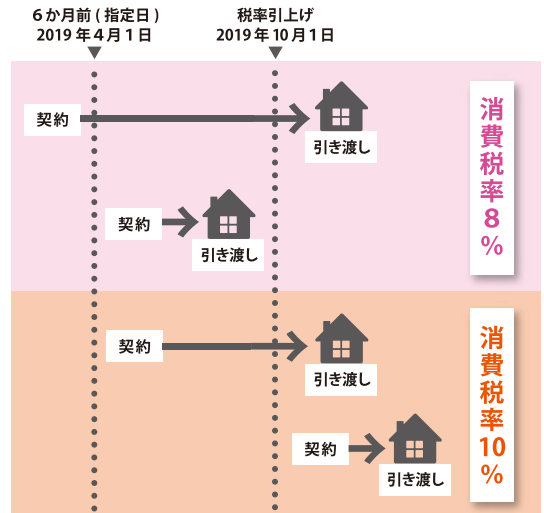 6か月前(指定日)
2019年4月1日
税率引上げ
2019年10月1日
契約
引き渡し
契約
引き渡し
消費税率8%
契約
引き渡し
契約
引き渡し
消費税率10%